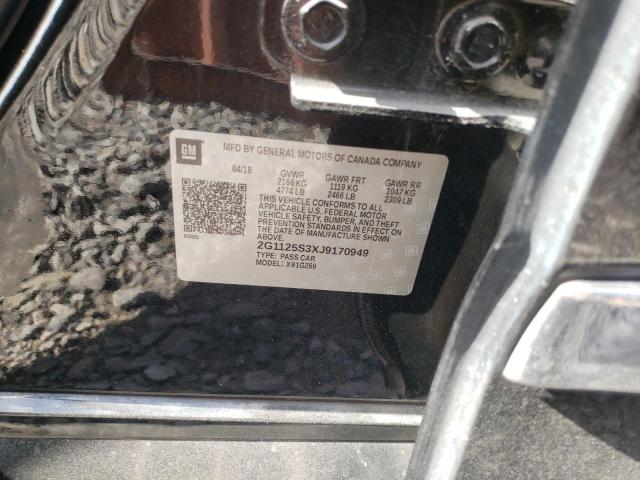 GM
MFD BY GENERAL MOTORS OF CANADA COMPANY
04/18 GVWR GAWR FRT GAWR RR
2166 KG 1119 KG 1047 KG
4774 LB 2466 LB 2309 LB
THIS VEHICLE CONFORMS TO ALL
APPLICABLE U.S. FEDERAL MOTOR
VEHICLE SAFETY, BUMPER, AND THEFT
PREVENTION STANDARDS IN EFFECT ON
THE DATE OF MANUFACTURE SHOWN
ABOVE.
2G1125S3XJ9170949
TYPE: PASS CAR
MODEL: X91GZ69